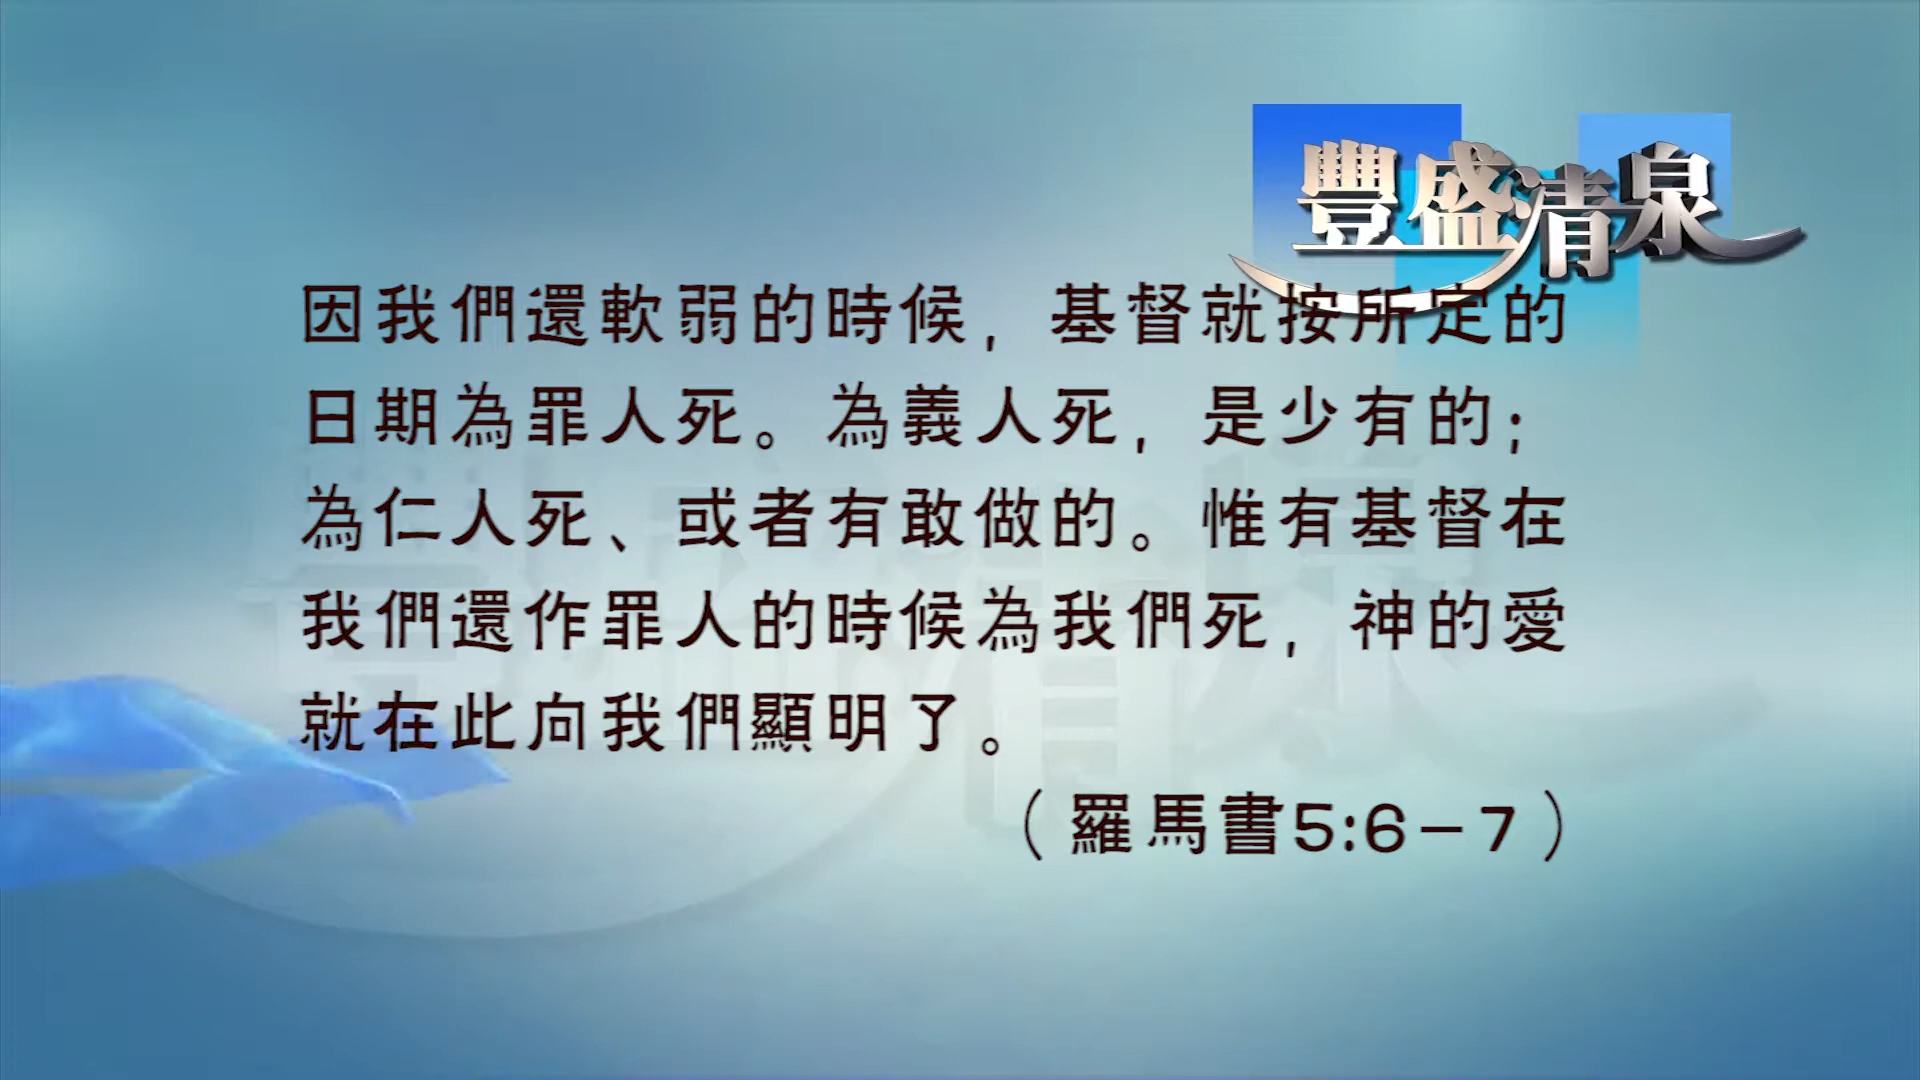 豐盛清泉
因我們還軟弱的時候，基督就按所定的
日期為罪人死。為義人死，是少有的；
為仁人死、或者有敢做的。惟有基督在
我們還作罪人的時候為我們死，神的愛
就在此向我們顯明了。
（羅馬書5:6－7）